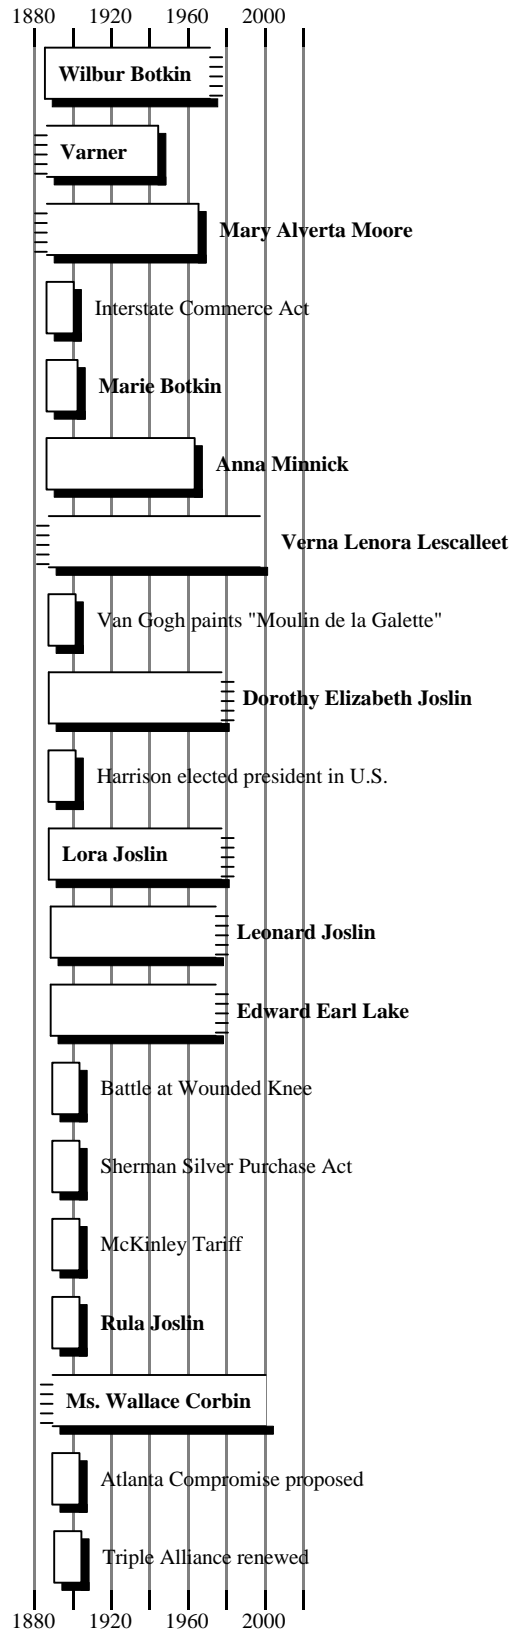 1880 1920 1960 2000
Wilbur Botkin
Varner
Mary Alverta Moore
Interstate Commerce Act
Marie Botkin
Anna Minnick
Verna Lenora Lescalleet
Van Gogh paints "Moulin de la Galette"
Dorothy Elizabeth Joslin
Harrison elected president in U.S.
Lora Joslin
Leonard Joslin
Edward Earl Lake
Battle at Wounded Knee
Sherman Silver Purchase Act
McKinley Tariff
Rula Joslin
Ms. Wallace Corbin
Atlanta Compromise proposed
Triple Alliance renewed
1880 1920 1960 2000